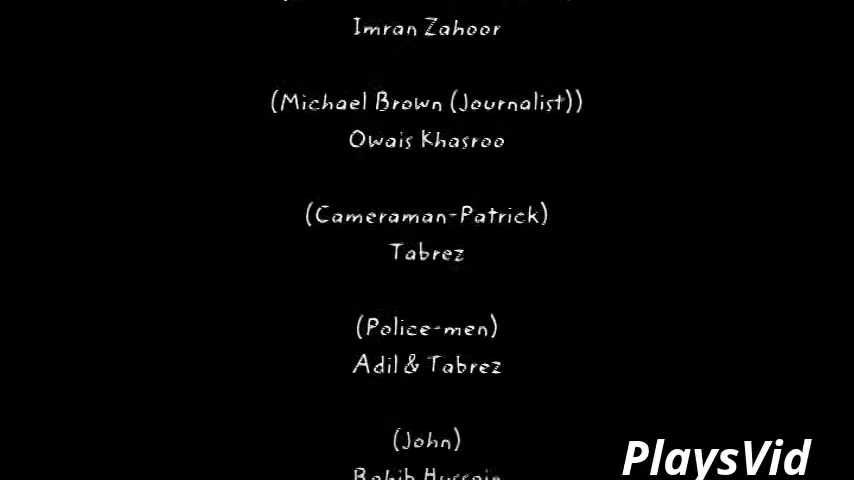 Imran Zahoor
(Michael Brown (Journalist))
Owais Khasroo
(Cameraman-Patrick)
Tabrez
(Police-men)
Adil & Tabrez
(John)
PlaysVid